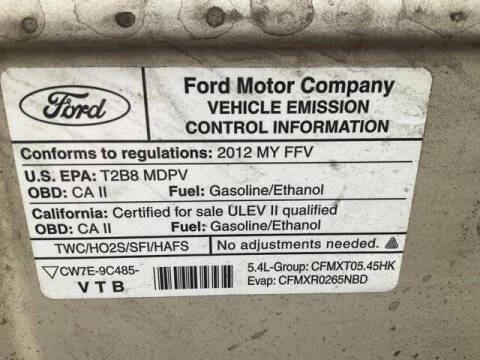 Ford
Ford Motor Company
VEHICLE EMISSION
CONTROL INFORMATION
Conforms to regulations: 2012 MY FFV
U.S. EPA: T2B8 MDPV
OBD: CA II Fuel: Gasoline/Ethanol
California: Certified for sale ULEV II qualified
OBD: CA II Fuel: Gasoline/Ethanol
TWC/HO2S/SFI/HAFS No adjustments needed.
CW7E-9C485-
VTB
5.4L-Group: CFMXT05.45HK
Evap: CFMXR0265NBD